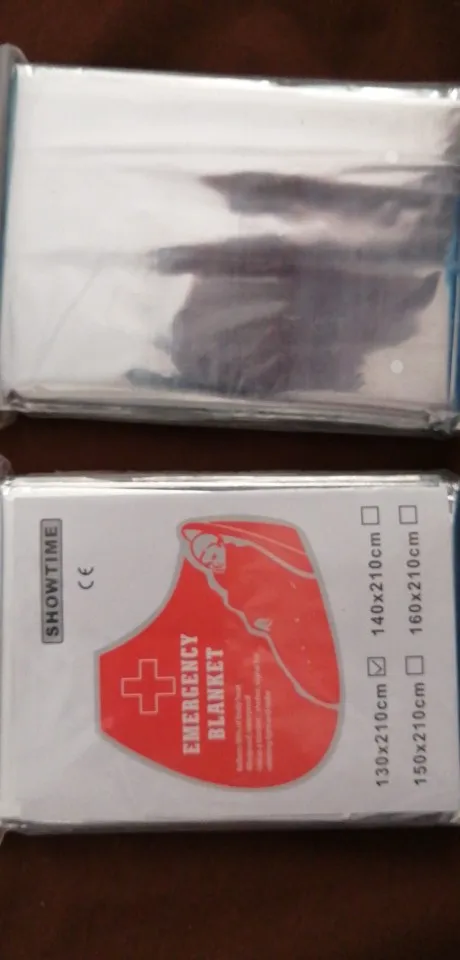 SHOWTIME
CE
EMERGENCY
BLANKET
130x210cm ☑ 140x210cm ☐
150x210cm ☐ 160x210cm ☐